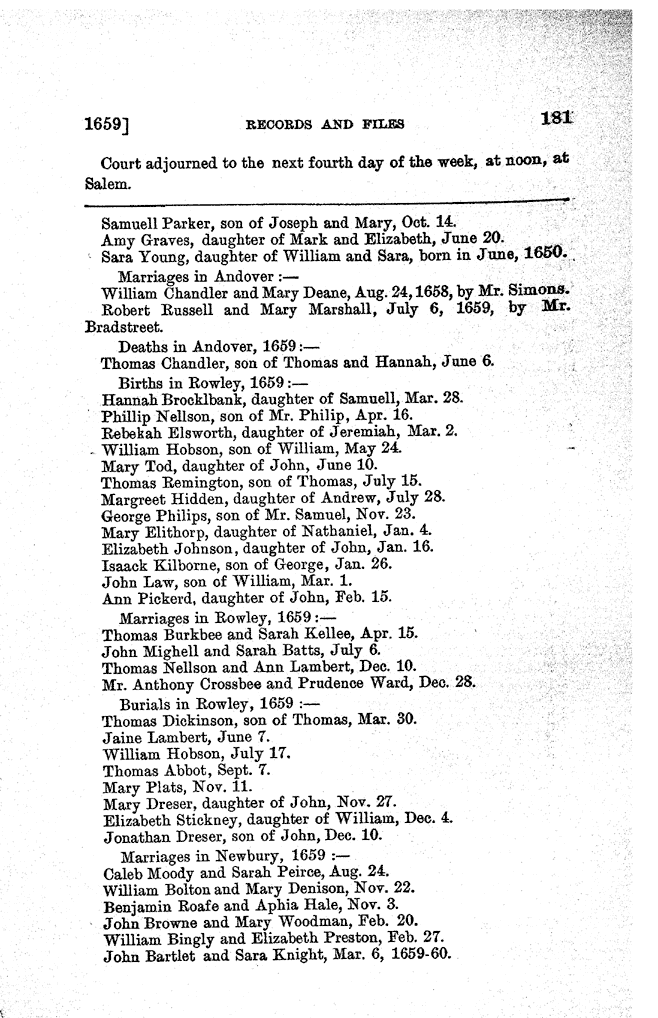 1659] RECORDS AND FILES 181
Court adjourned to the next fourth day of the week, at noon, at
Salem.
Samuell Parker, son of Joseph and Mary, Oct. 14.
Amy Graves, daughter of Mark and Elizabeth, June 20.
Sara Young, daughter of William and Sara, born in June, 1650.
Marriages in Andover :—
William Chandler and Mary Deane, Aug. 24, 1658, by Mr. Simons.
Robert Russell and Mary Marshall, July 6, 1659, by Mr.
Bradstreet.
Deaths in Andover, 1659 :—
Thomas Chandler, son of Thomas and Hannah, June 6.
Births in Rowley, 1659 :—
Hannah Brocklbank, daughter of Samuell, Mar. 28.
Phillip Nellson, son of Mr. Philip, Apr. 16.
Rebekah Elsworth, daughter of Jeremiah, Mar. 2.
William Hobson, son of William, May 24.
Mary Tod, daughter of John, June 10.
Thomas Remington, son of Thomas, July 15.
Margreet Hidden, daughter of Andrew, July 28.
George Philips, son of Mr. Samuel, Nov. 23.
Mary Elithorp, daughter of Nathaniel, Jan. 4.
Elizabeth Johnson, daughter of John, Jan. 16.
Isaack Kilborne, son of George, Jan. 26.
John Law, son of William, Mar. 1.
Ann Pickerd, daughter of John, Feb. 15.
Marriages in Rowley, 1659 :—
Thomas Burkbee and Sarah Kellee, Apr. 15.
John Mighell and Sarah Batts, July 6.
Thomas Nellson and Ann Lambert, Dec. 10.
Mr. Anthony Crossbee and Prudence Ward, Dec. 28.
Burials in Rowley, 1659 :—
Thomas Dickinson, son of Thomas, Mar. 30.
Jaine Lambert, June 7.
William Hobson, July 17.
Thomas Abbot, Sept. 7.
Mary Plats, Nov. 11.
Mary Dreser, daughter of John, Nov. 27.
Elizabeth Stickney, daughter of William, Dec. 4.
Jonathan Dreser, son of John, Dec. 10.
Marriages in Newbury, 1659 :—
Caleb Moody and Sarah Peirce, Aug. 24.
William Bolton and Mary Denison, Nov. 22.
Benjamin Roafe and Aphia Hale, Nov. 3.
John Browne and Mary Woodman, Feb. 20.
William Bingly and Elizabeth Preston, Feb. 27.
John Bartlet and Sara Knight, Mar. 6, 1659-60.